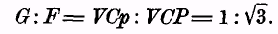 G : F = VCp : VCP = 1 : √3.